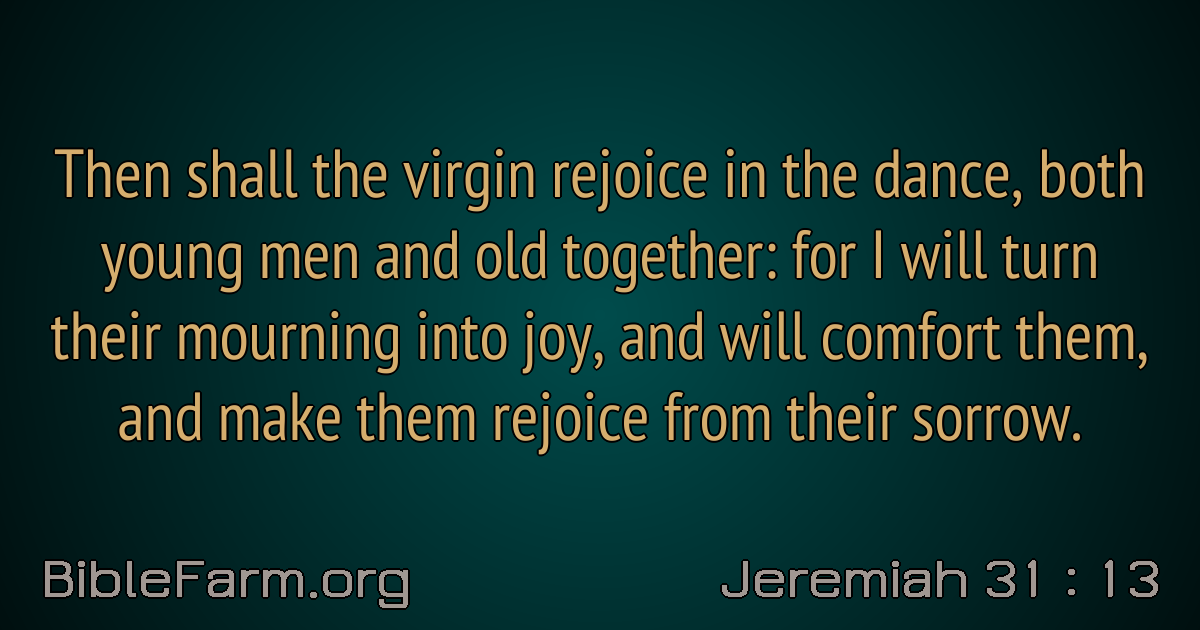 Then shall the virgin rejoice in the dance, both
young men and old together: for I will turn
their mourning into joy, and will comfort them,
and make them rejoice from their sorrow.
BibleFarm.org
Jeremiah 31 : 13